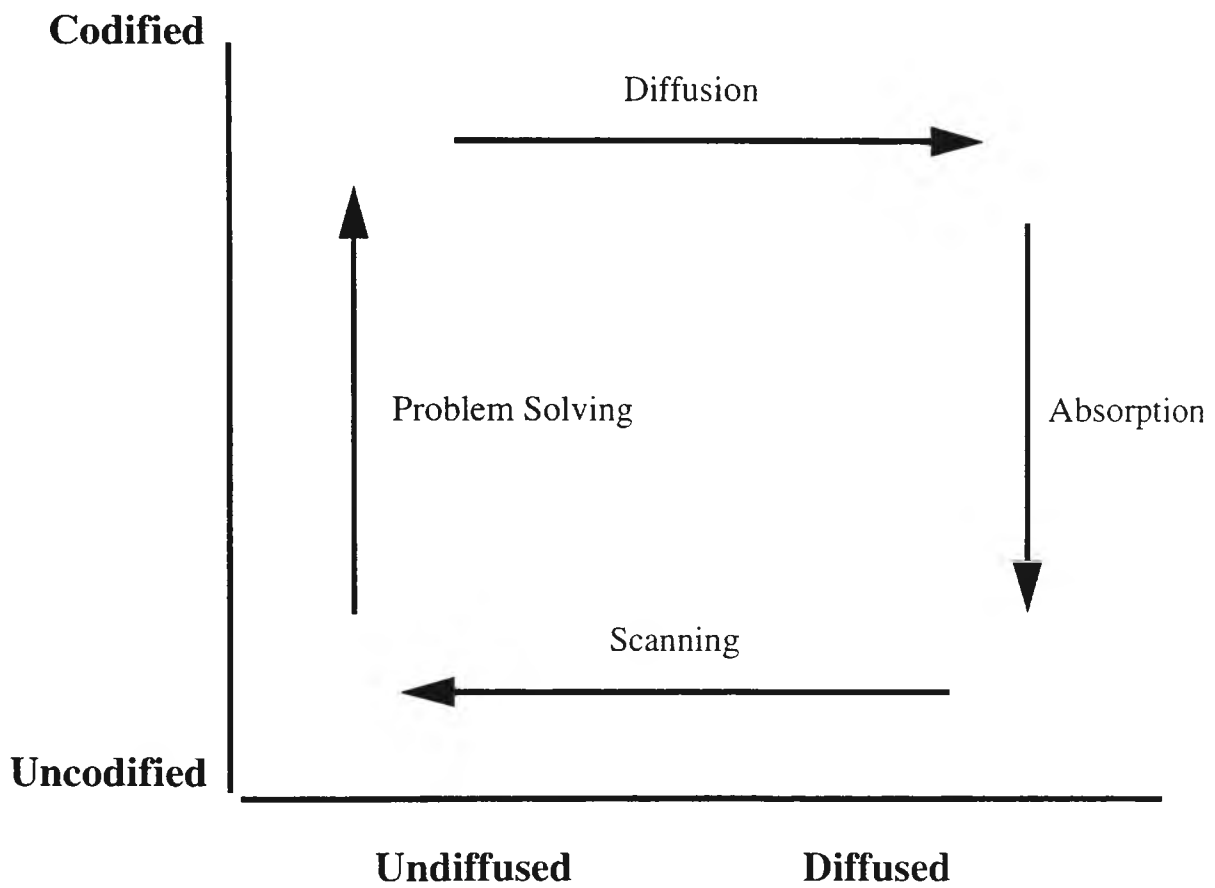 Codified
Diffusion
Problem Solving
Absorption
Scanning
Uncodified
Undiffused
Diffused